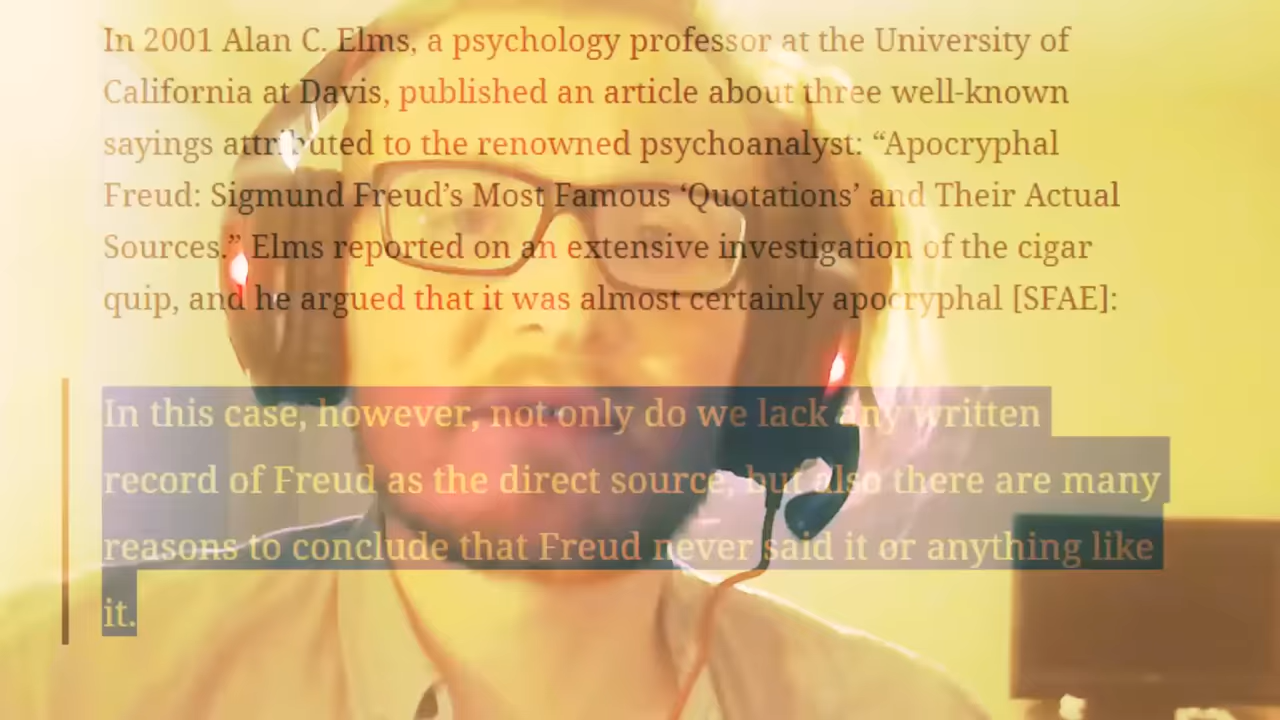 In 2001 Alan C. Elms, a psychology professor at the University of
California at Davis, published an article about three well-known
sayings attributed to the renowned psychoanalyst: “Apocryphal
Freud: Sigmund Freud’s Most Famous ‘Quotations’ and Their Actual
Sources.” Elms reported on an extensive investigation of the cigar
quip, and he argued that it was almost certainly apocryphal [SFAE]:
In this case, however, not only do we lack any written
record of Freud as the direct source, but also there are many
reasons to conclude that Freud never said it or anything like
it.